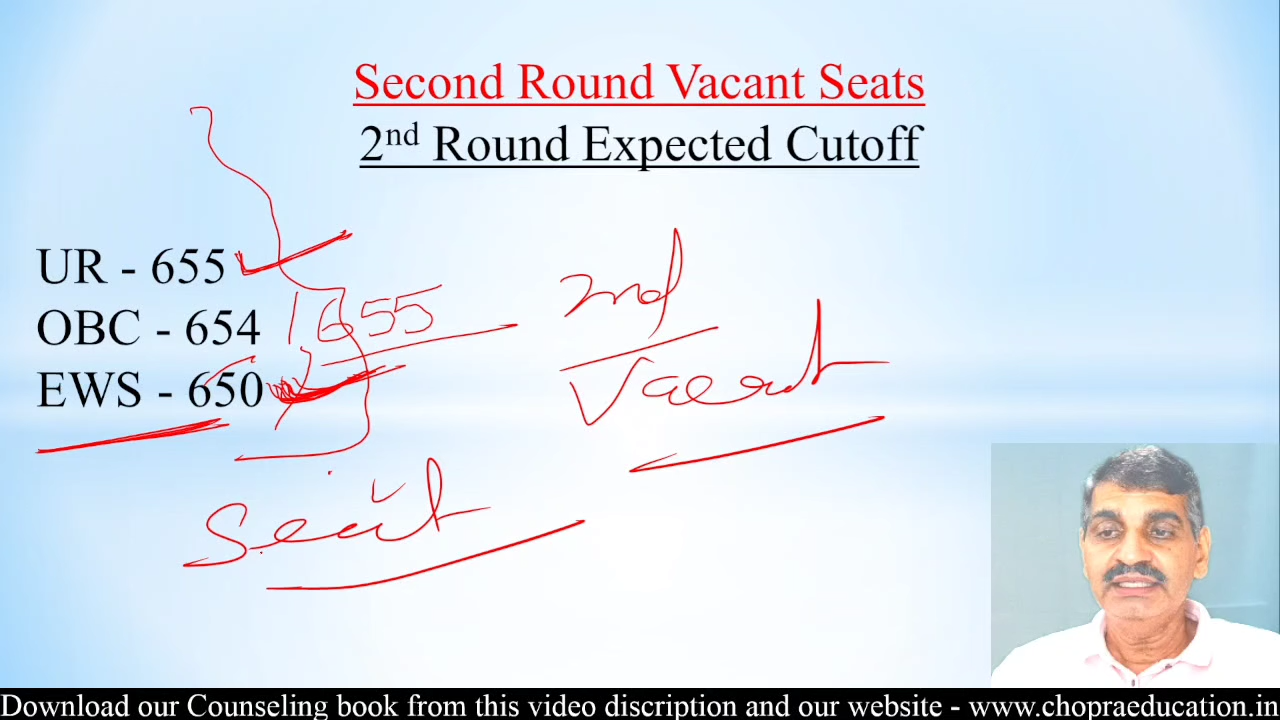 Second Round Vacant Seats
2nd Round Expected Cutoff
UR - 655
OBC - 654
EWS - 650
655
2nd
Seat
Download our Counseling book from this video discription and our website - www.chopraeducation.in